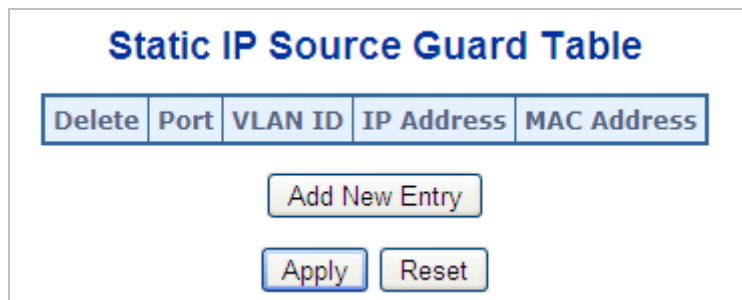 Static IP Source Guard Table
Delete Port VLAN ID IP Address MAC Address
Add New Entry
Apply Reset